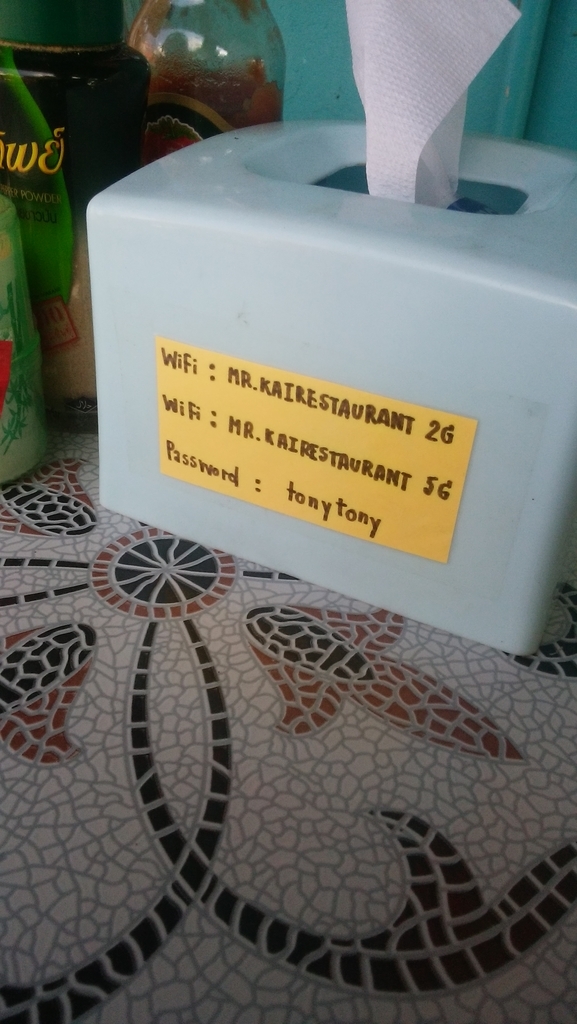 WiFi : MR.KAIRESTAURANT 2G
WiFi : MR.KAIRESTAURANT 5G
Password : tonytony